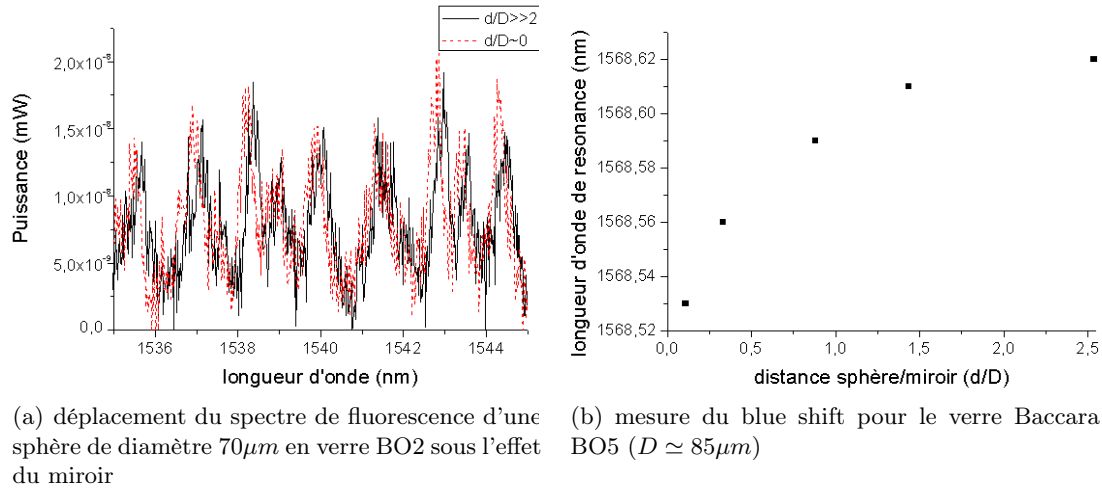 d/D>>2
d/D~0
2,0x10⁻⁸
1,5x10⁻⁸
1,0x10⁻⁸
5,0x10⁻⁹
0,0
Puissance (mW)
1536 1538 1540 1542 1544
longueur d'onde (nm)
1568,62
1568,60
1568,58
1568,56
1568,54
1568,52
longueur d'onde de resonance (nm)
0,0 0,5 1,0 1,5 2,0 2,5
distance sphère/miroir (d/D)
(a) déplacement du spectre de fluorescence d'une
sphère de diamètre 70μm en verre BO2 sous l'effet
du miroir
(b) mesure du blue shift pour le verre Baccara
BO5 (D ≃ 85μm)